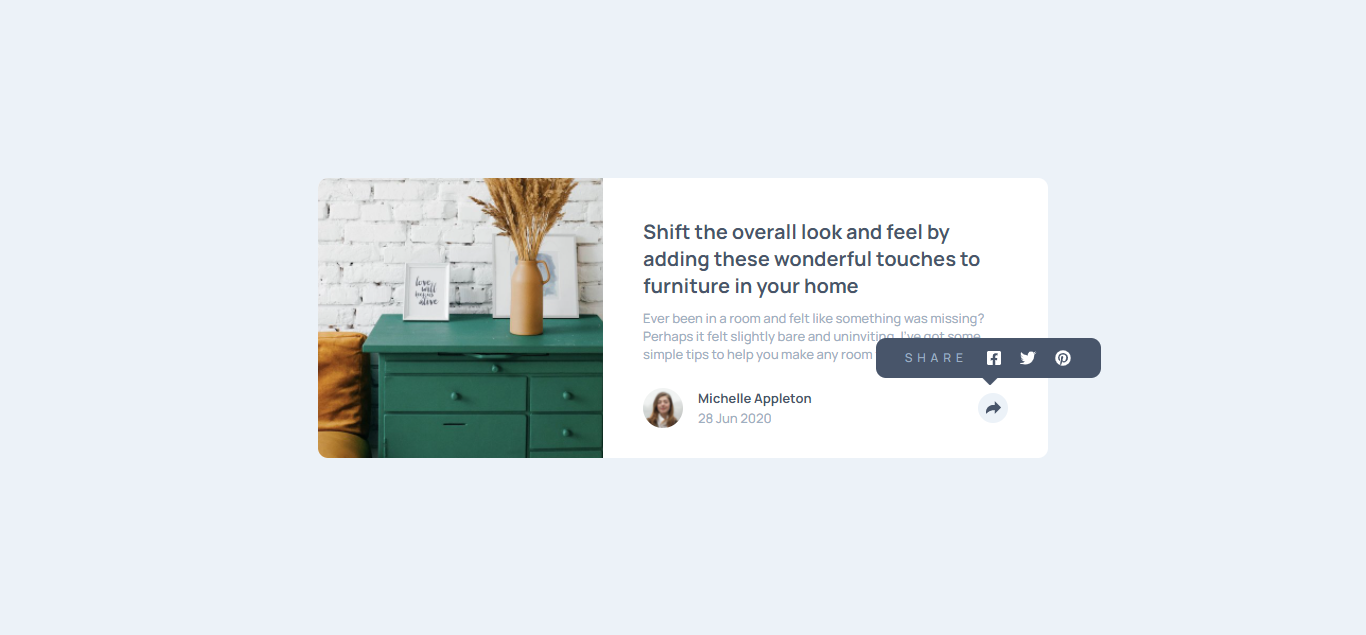 love
will
alive
Shift the overall look and feel by
adding these wonderful touches to
furniture in your home
Ever been in a room and felt like something was missing?
Perhaps it felt slightly bare and uninviting. I've got some
simple tips to help you make any room
SHARE
Michelle Appleton
28 Jun 2020